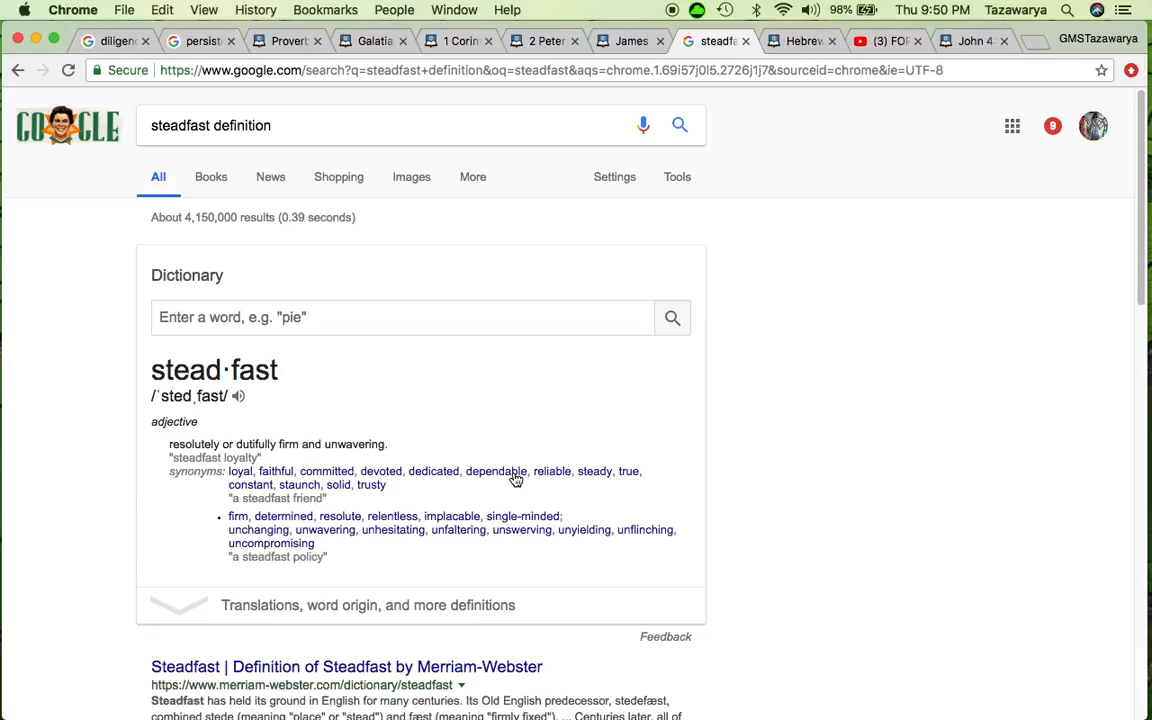 Chrome File Edit View History Bookmarks People Window Help 98% Thu 9:50 PM Tazawarya
diligenc persiste Proverb Galatia 1 Corin 2 Peter James steadfa Hebrew (3) FOR John 4: GMSTazawarya
Secure https://www.google.com/search?q=steadfast+definition&oq=steadfast&aqs=chrome.1.69i57j0l5.2726j1j7&sourceid=chrome&ie=UTF-8
GOOGLE steadfast definition 9
All Books News Shopping Images More Settings Tools
About 4,150,000 results (0.39 seconds)
Dictionary
Enter a word, e.g. "pie"
stead·fast
/ˈstedˌfast/
adjective
resolutely or dutifully firm and unwavering.
"steadfast loyalty"
synonyms: loyal, faithful, committed, devoted, dedicated, dependable, reliable, steady, true,
constant, staunch, solid, trusty
"a steadfast friend"
• firm, determined, resolute, relentless, implacable, single-minded;
unchanging, unwavering, unhesitating, unfaltering, unswerving, unyielding, unflinching,
uncompromising
"a steadfast policy"
Translations, word origin, and more definitions
Feedback
Steadfast | Definition of Steadfast by Merriam-Webster
https://www.merriam-webster.com/dictionary/steadfast
Steadfast has held its ground in English for many centuries. Its Old English predecessor, stedefæst,
combined stede (meaning "place" or "stead") and fæst (meaning "firmly fixed"). ... Centuries later, all of